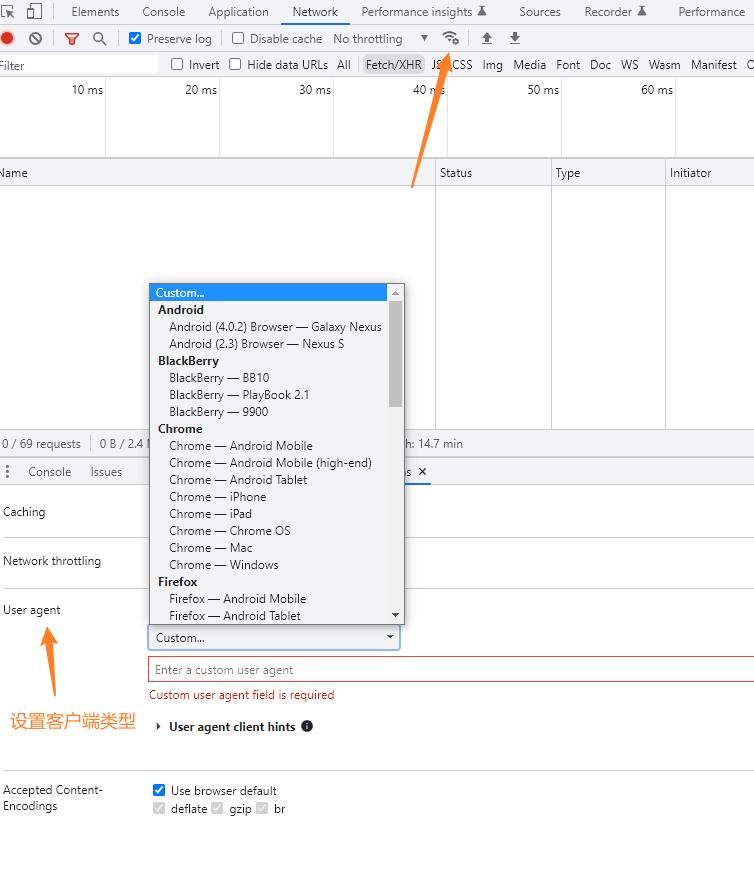 Elements Console Application Network Performance insights Sources Recorder Performance
Preserve log Disable cache No throttling
Filter Invert Hide data URLs All Fetch/XHR JS CSS Img Media Font Doc WS Wasm Manifest
10 ms 20 ms 30 ms 40 ms 50 ms 60 ms
Name Status Type Initiator
Custom...
Android
Android (4.0.2) Browser — Galaxy Nexus
Android (2.3) Browser — Nexus S
BlackBerry
BlackBerry — BB10
BlackBerry — PlayBook 2.1
BlackBerry — 9900
Chrome
0 / 69 requests 0 B / 2.4 h: 14.7 min
Chrome — Android Mobile
Chrome — Android Mobile (high-end)
Console Issues
Chrome — Android Tablet
Chrome — iPhone
Caching
Chrome — iPad
Chrome — Chrome OS
Chrome — Mac
Network throttling
Chrome — Windows
Firefox
Firefox — Android Mobile
User agent
Firefox — Android Tablet
Custom...
Enter a custom user agent
Custom user agent field is required
设置客户端类型
User agent client hints
Accepted Content-
Encodings
Use browser default
deflate gzip br